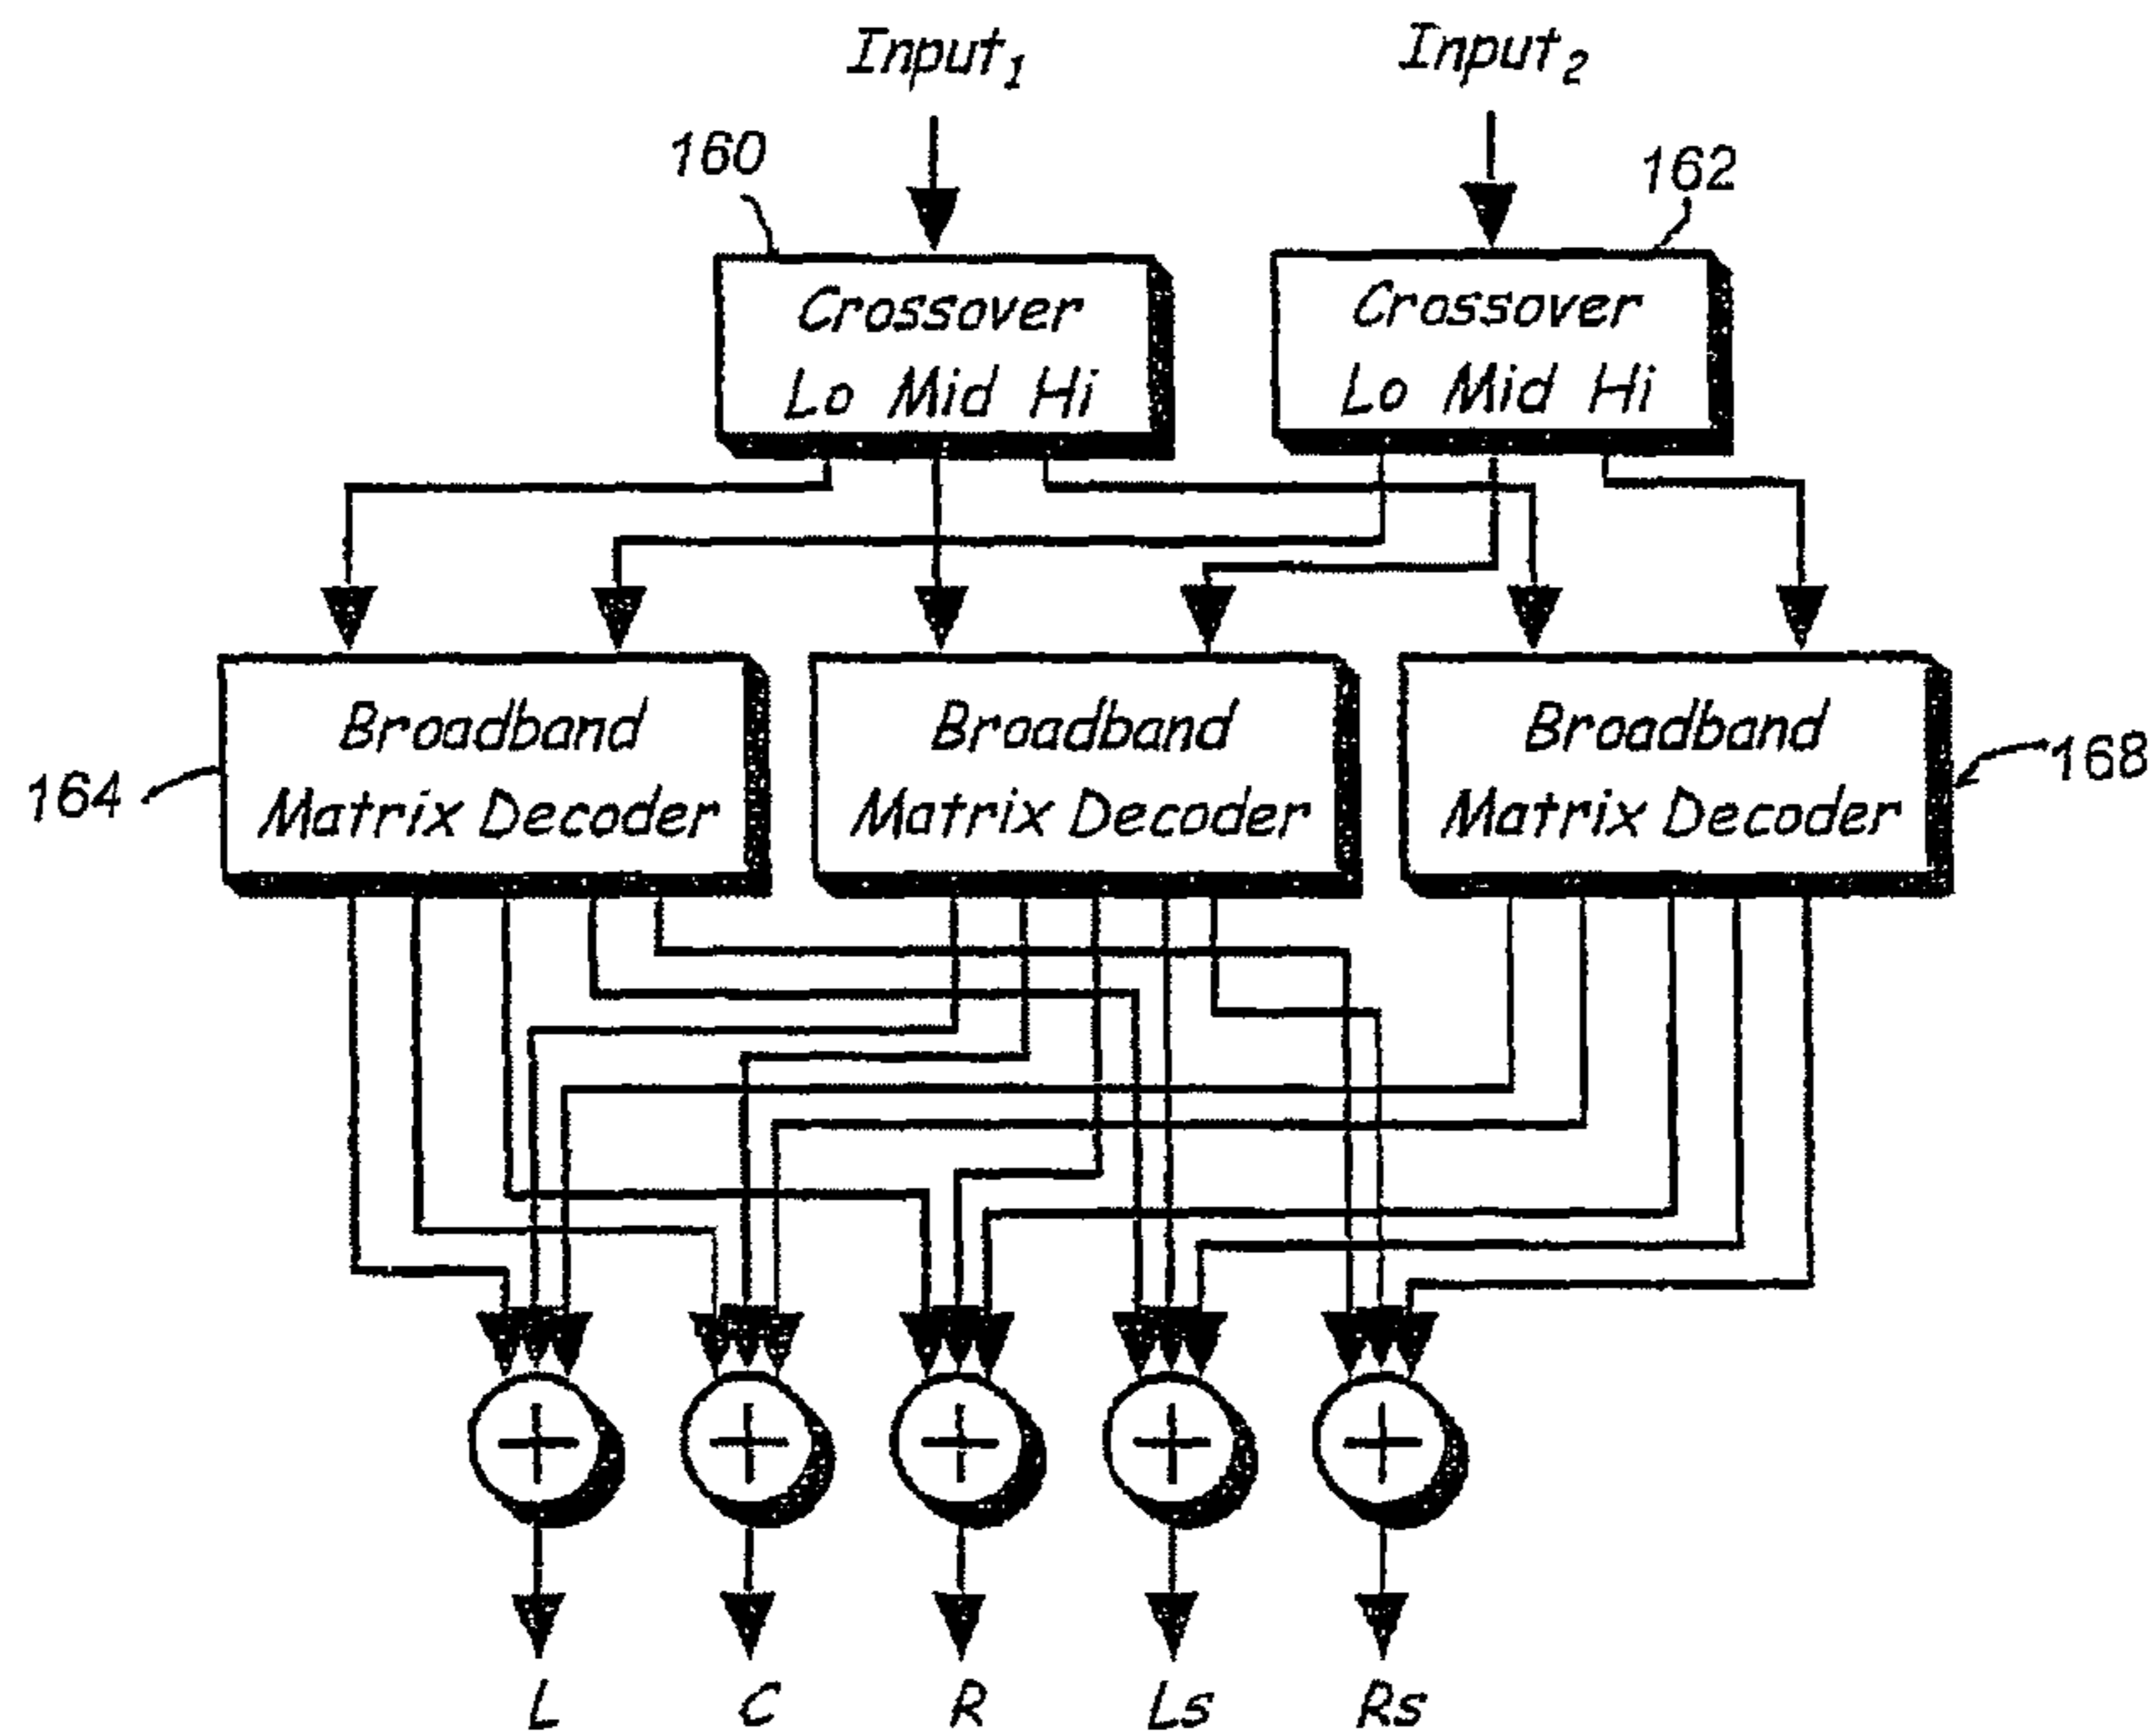 Input₁
Input₂
160
162
Crossover
Lo Mid Hi
Crossover
Lo Mid Hi
Broadband
Matrix Decoder
Broadband
Matrix Decoder
Broadband
Matrix Decoder
164
168
L
C
R
Ls
Rs